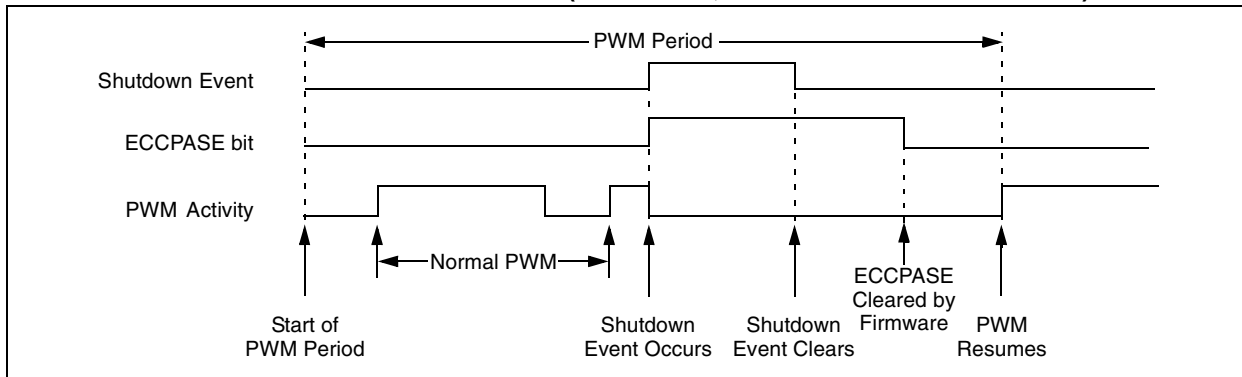 PWM Period
Shutdown Event
ECCPASE bit
PWM Activity
Normal PWM
Start of
PWM Period
Shutdown
Event Occurs
Shutdown
Event Clears
ECCPASE
Cleared by
Firmware
PWM
Resumes